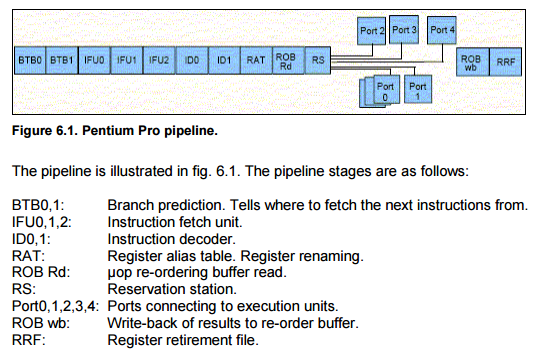 Port 2 Port 3 Port 4
BTB0 BTB1 IFU0 IFU1 IFU2 ID0 ID1 RAT ROB Rd RS ROB wb RRF
Port 0 Port 1
Figure 6.1. Pentium Pro pipeline.
The pipeline is illustrated in fig. 6.1. The pipeline stages are as follows:
BTB0,1: Branch prediction. Tells where to fetch the next instructions from.
IFU0,1,2: Instruction fetch unit.
ID0,1: Instruction decoder.
RAT: Register alias table. Register renaming.
ROB Rd: µop re-ordering buffer read.
RS: Reservation station.
Port0,1,2,3,4: Ports connecting to execution units.
ROB wb: Write-back of results to re-order buffer.
RRF: Register retirement file.